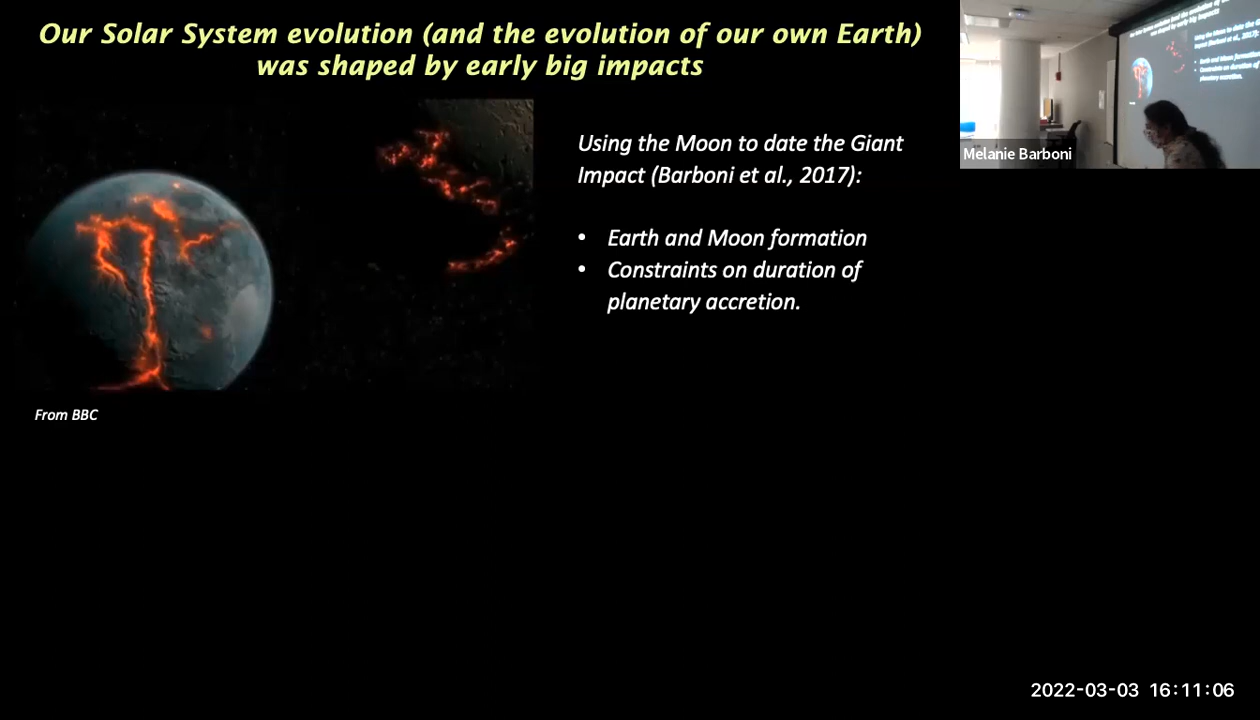 Our Solar System evolution (and the evolution of our own Earth)
was shaped by early big impacts
Using the Moon to date the Giant
Impact (Barboni et al., 2017):
• Earth and Moon formation
• Constraints on duration of
planetary accretion.
From BBC
Melanie Barboni
2022-03-03 16:11:06